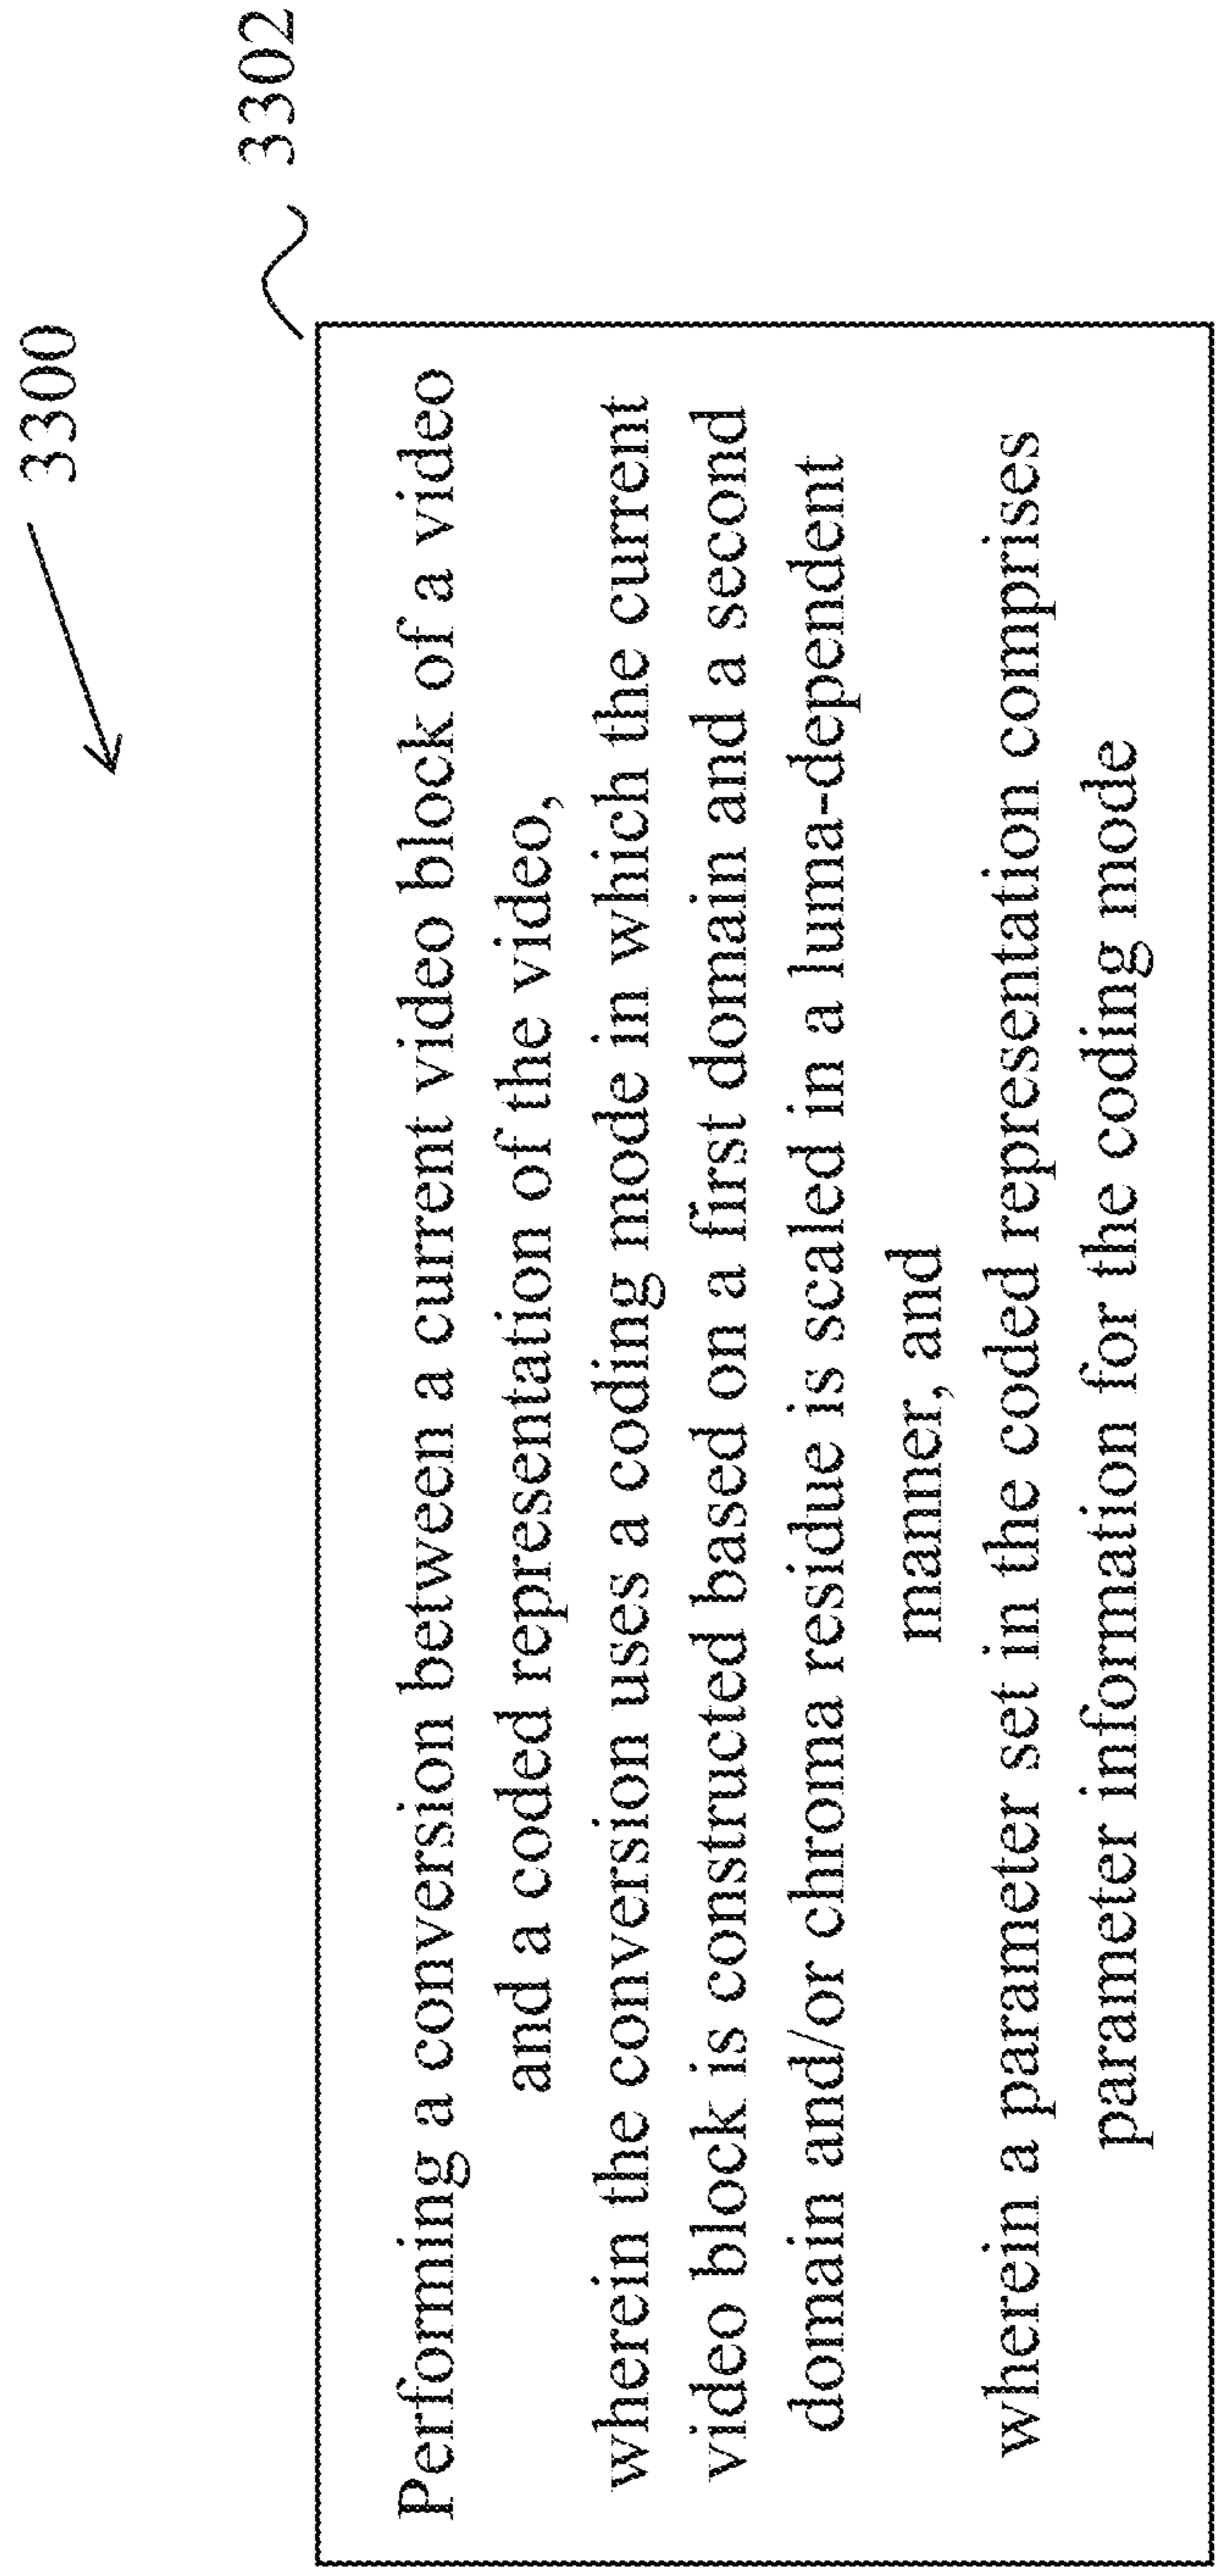 3300
3302
Performing a conversion between a current video block of a video
and a coded representation of the video,
wherein the conversion uses a coding mode in which the current
video block is constructed based on a first domain and a second
domain and/or chroma residue is scaled in a luma-dependent
manner, and
wherein a parameter set in the coded representation comprises
parameter information for the coding mode